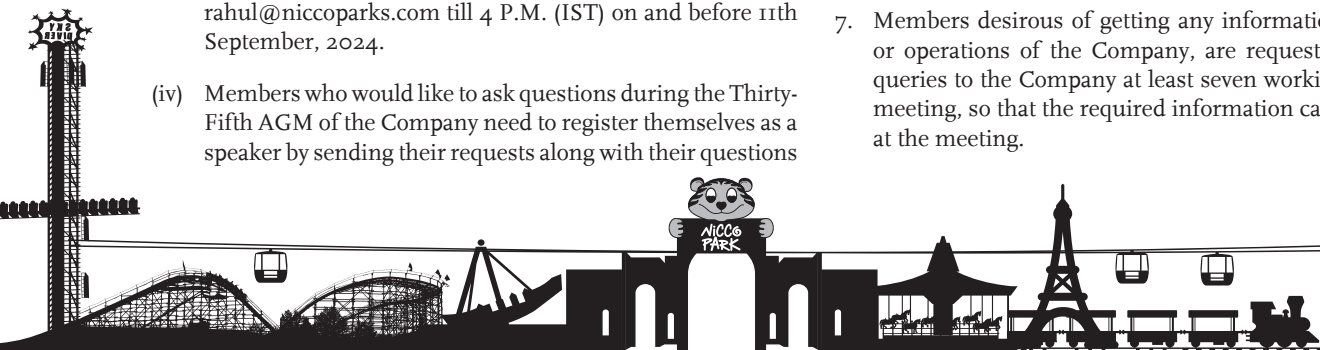 rahul@niccoparks.com till 4 P.M. (IST) on and before 11th
September, 2024.
(iv) Members who would like to ask questions during the Thirty-
Fifth AGM of the Company need to register themselves as a
speaker by sending their requests along with their questions
7. Members desirous of getting any informatio
or operations of the Company, are request
queries to the Company at least seven worki
meeting, so that the required information ca
at the meeting.
SKY
DIVER
NICCO
PARK